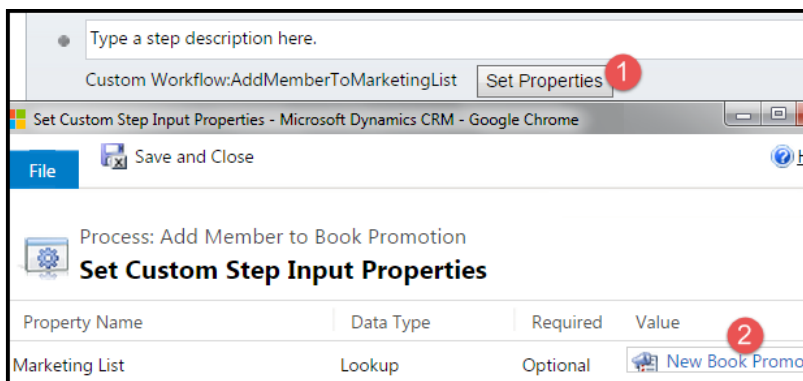 Type a step description here.
Custom Workflow:AddMemberToMarketingList Set Properties 1
Set Custom Step Input Properties - Microsoft Dynamics CRM - Google Chrome
File Save and Close
Process: Add Member to Book Promotion
Set Custom Step Input Properties
Property Name Data Type Required Value
2
Marketing List Lookup Optional New Book Promo